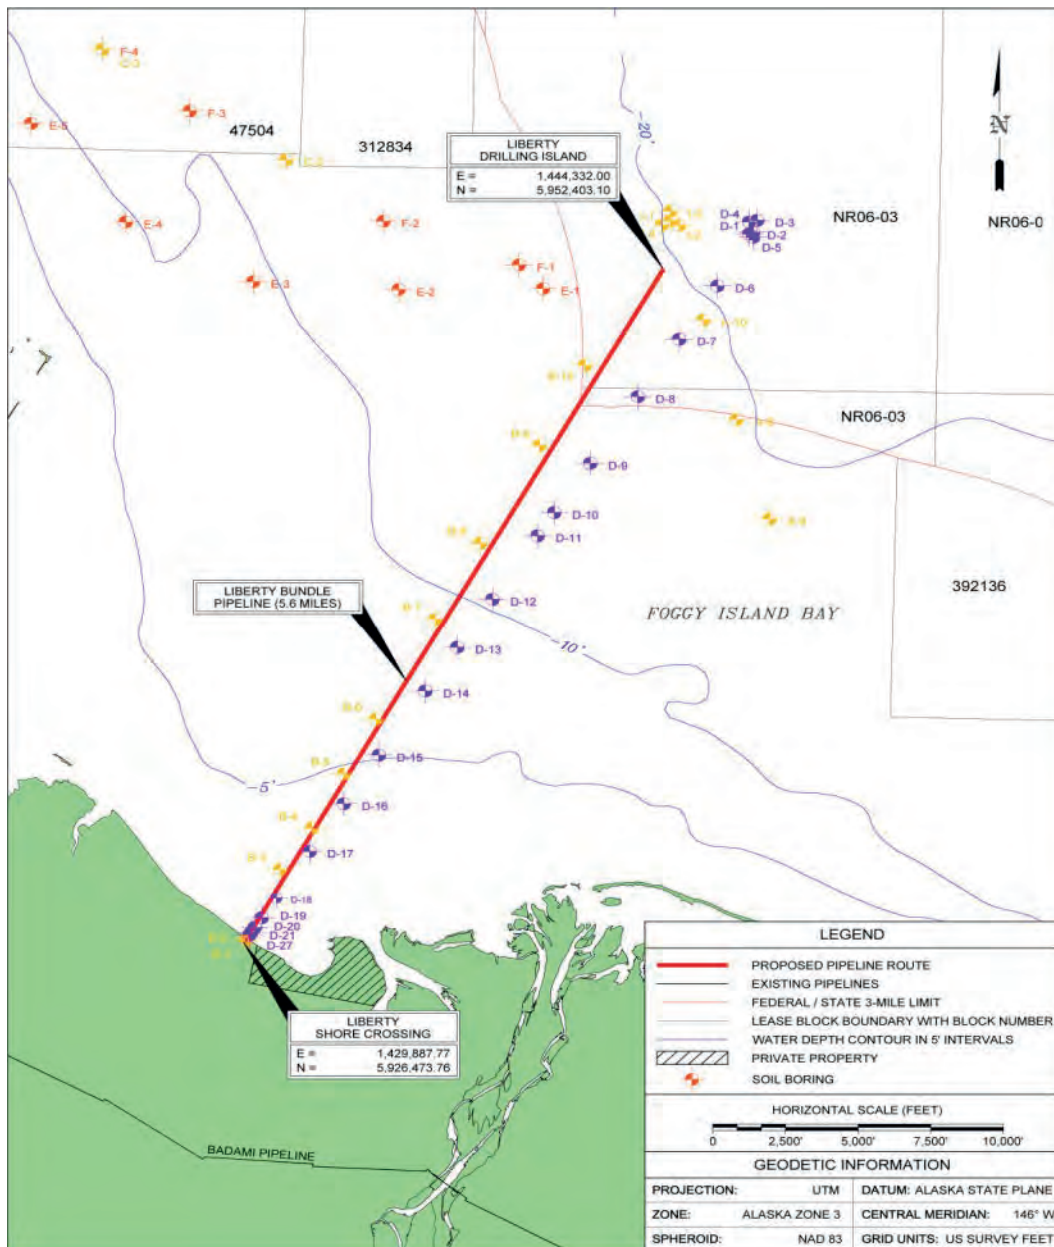 F-4
C-3
E-5
F-3
47504
312834
LIBERTY
DRILLING ISLAND
E = 1,444,332.00
N = 5,952,403.10
-20'
N
NR06-03
NR06-0
E-4
F-2
D-4
D-3
D-1
D-2
D-5
E-3
E-2
F-1
E-1
D-6
D-7
D-8
NR06-03
D-9
D-10
D-11
392136
LIBERTY BUNDLE
PIPELINE (5.6 MILES)
D-12
FOGGY ISLAND BAY
-10'
D-13
D-14
D-15
-5'
D-16
B-4
D-17
D-18
D-19
D-20
D-21
D-27
LIBERTY
SHORE CROSSING
E = 1,429,887.77
N = 5,926,473.76
BADAMI PIPELINE
LEGEND
PROPOSED PIPELINE ROUTE
EXISTING PIPELINES
FEDERAL / STATE 3-MILE LIMIT
LEASE BLOCK BOUNDARY WITH BLOCK NUMBER
WATER DEPTH CONTOUR IN 5' INTERVALS
PRIVATE PROPERTY
SOIL BORING
HORIZONTAL SCALE (FEET)
0 2,500' 5,000' 7,500' 10,000'
GEODETIC INFORMATION
PROJECTION: UTM DATUM: ALASKA STATE PLANE
ZONE: ALASKA ZONE 3 CENTRAL MERIDIAN: 146° W
SPHEROID: NAD 83 GRID UNITS: US SURVEY FEET